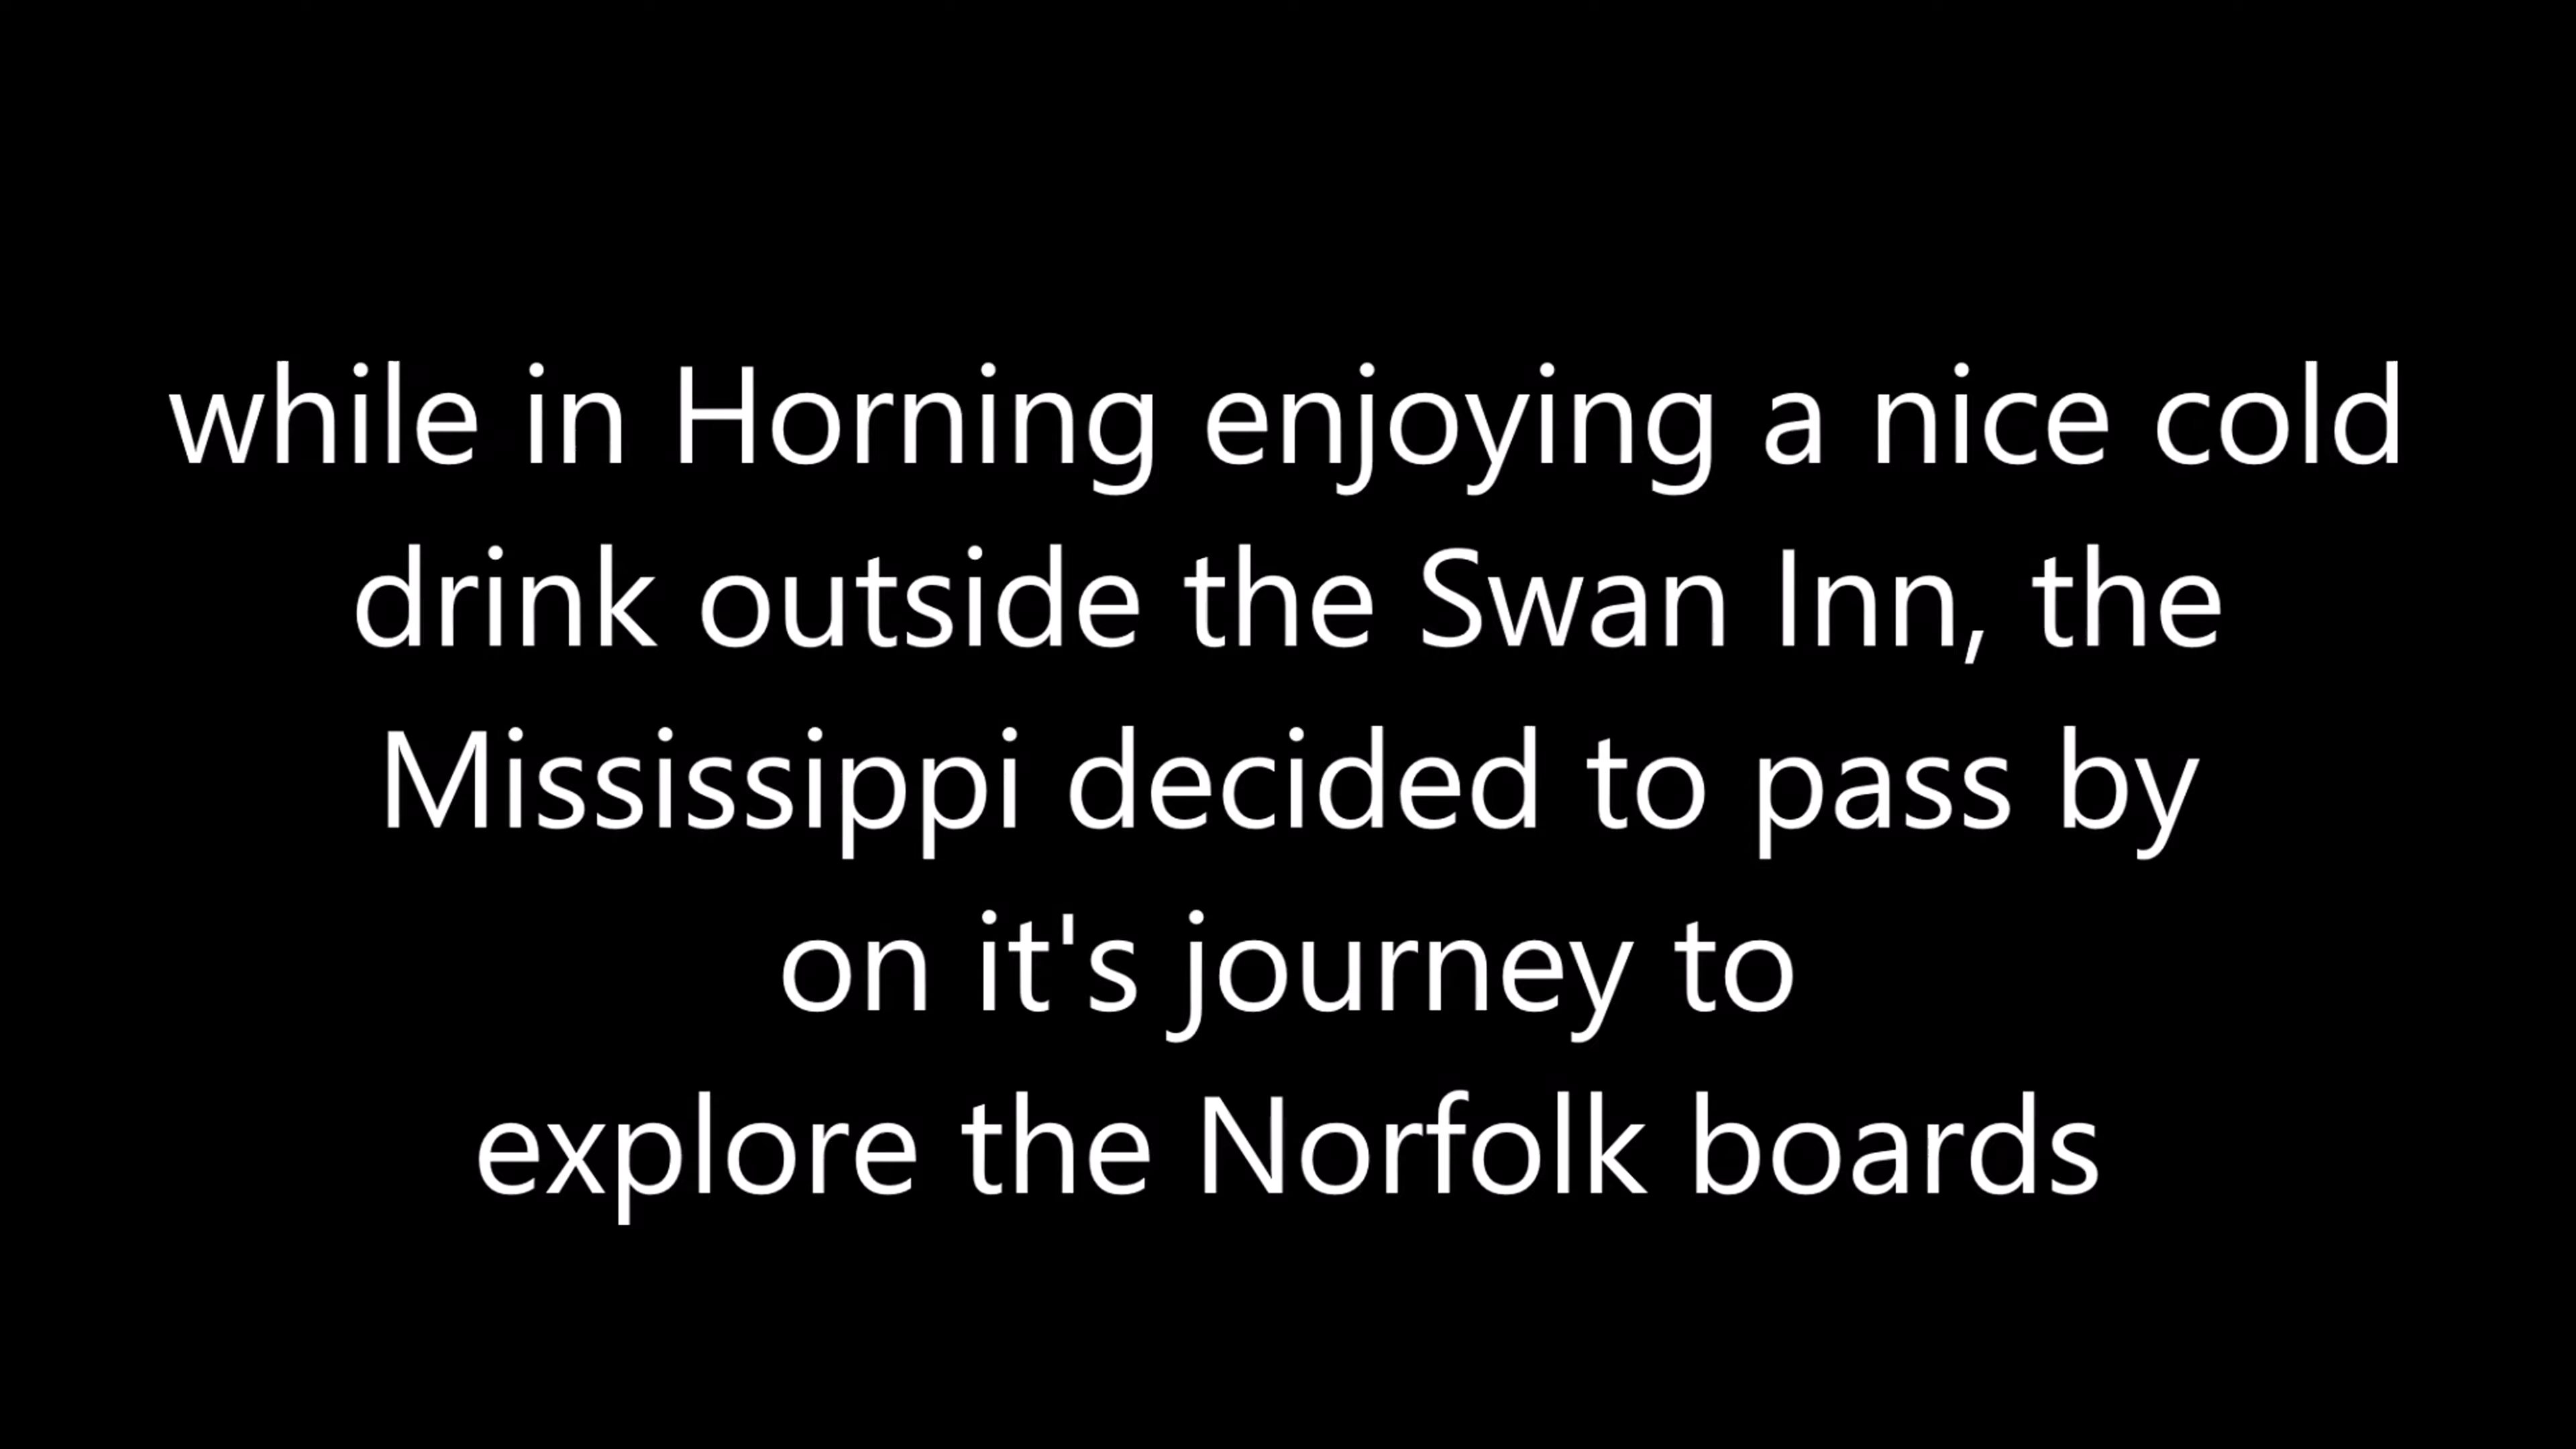 while in Horning enjoying a nice cold
drink outside the Swan Inn, the
Mississippi decided to pass by
on it's journey to
explore the Norfolk boards